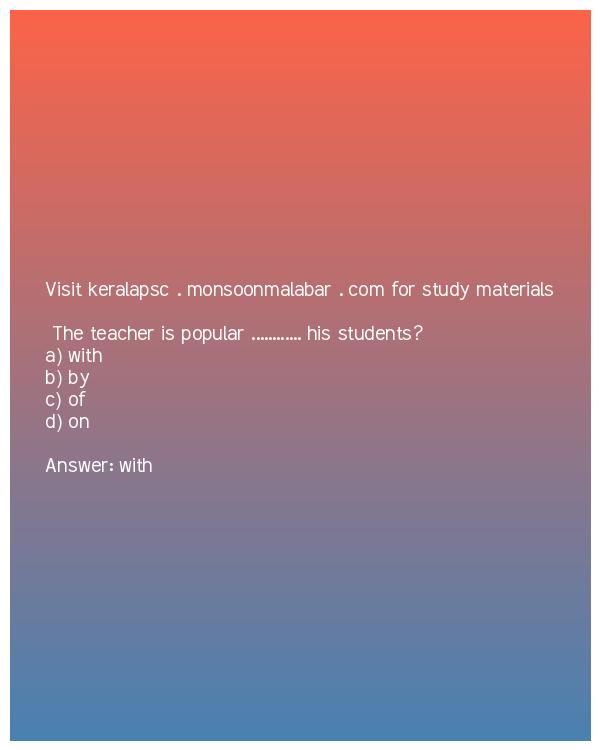 Visit keralapsc . monsoonmalabar . com for study materials
The teacher is popular ............ his students?
a) with
b) by
c) of
d) on
Answer: with